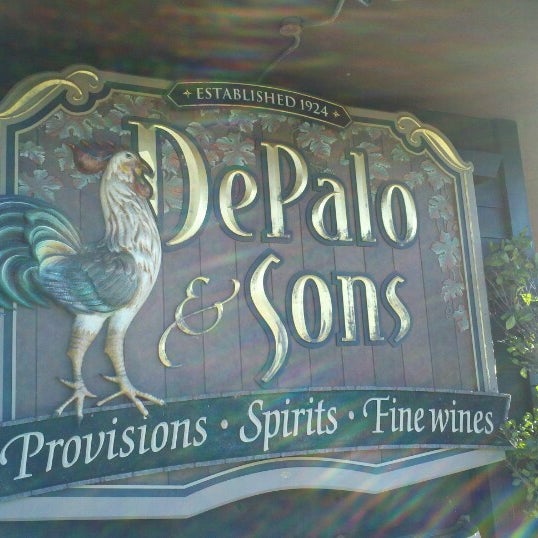 ESTABLISHED 1924
DePalo
& Sons
Provisions · Spirits · Fine wines